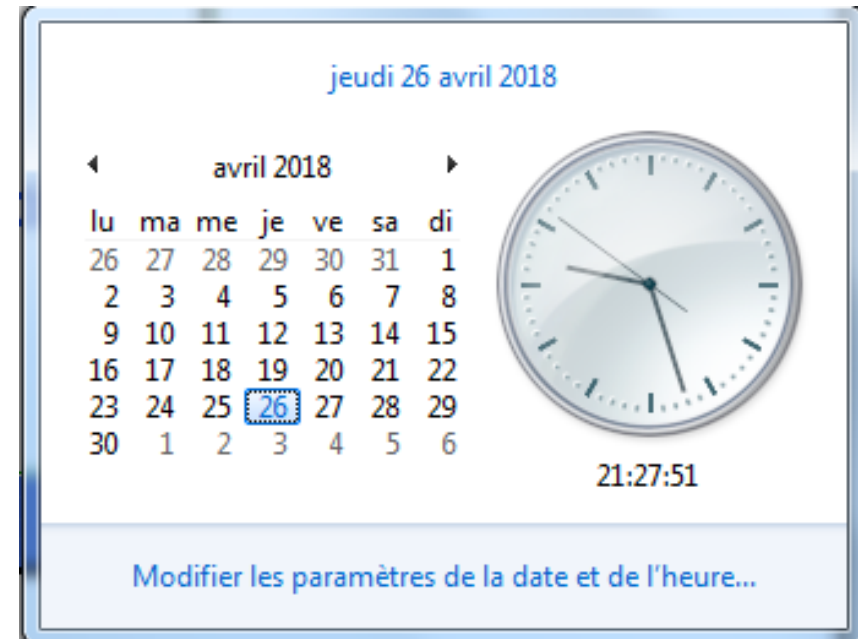 jeudi 26 avril 2018
avril 2018
lu ma me je ve sa di
26 27 28 29 30 31 1
2 3 4 5 6 7 8
9 10 11 12 13 14 15
16 17 18 19 20 21 22
23 24 25 26 27 28 29
30 1 2 3 4 5 6
21:27:51
Modifier les paramètres de la date et de l'heure...